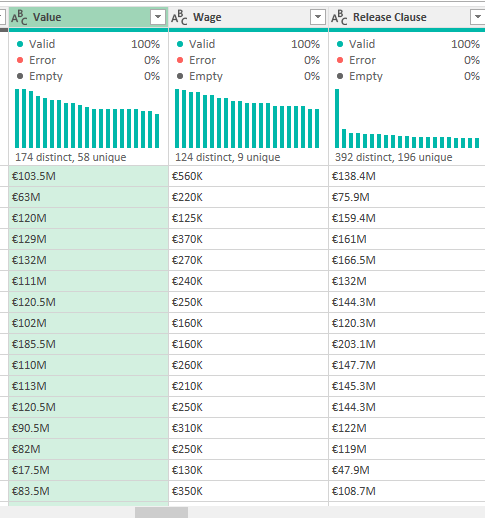 ABC Value ABC Wage ABC Release Clause
Valid 100% Valid 100% Valid 100%
Error 0% Error 0% Error 0%
Empty 0% Empty 0% Empty 0%
174 distinct, 58 unique 124 distinct, 9 unique 392 distinct, 196 unique
€103.5M €560K €138.4M
€63M €220K €75.9M
€120M €125K €159.4M
€129M €370K €161M
€132M €270K €166.5M
€111M €240K €132M
€120.5M €250K €144.3M
€102M €160K €120.3M
€185.5M €160K €203.1M
€110M €260K €147.7M
€113M €210K €145.3M
€120.5M €250K €144.3M
€90.5M €310K €122M
€82M €250K €119M
€17.5M €130K €47.9M
€83.5M €350K €108.7M